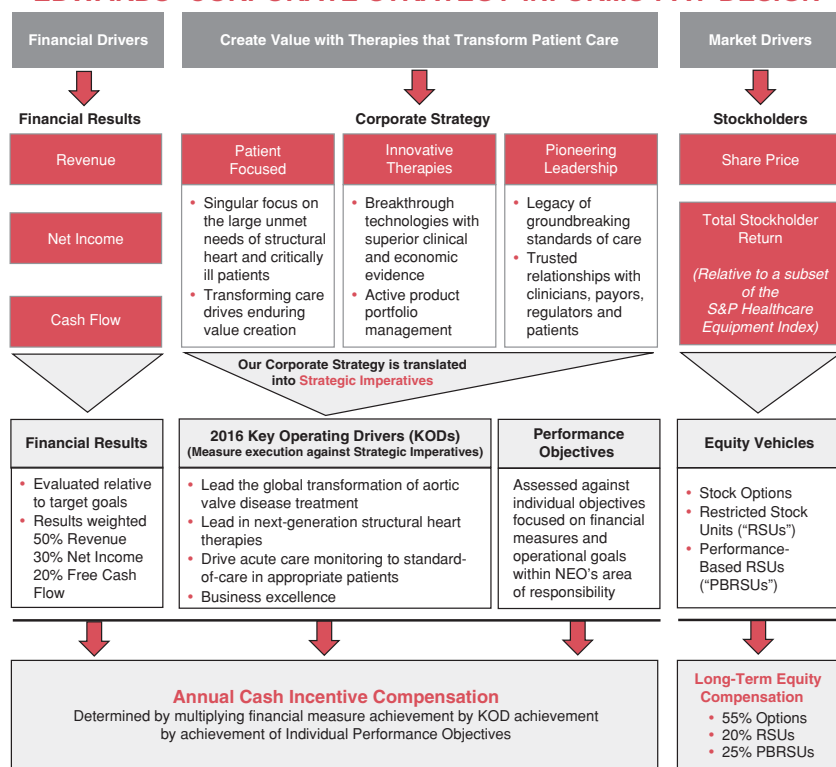 Financial Drivers
Create Value with Therapies that Transform Patient Care
Market Drivers
Financial Results
Corporate Strategy
Stockholders
Revenue
Net Income
Cash Flow
Patient
Focused
• Singular focus on
the large unmet
needs of structural
heart and critically
ill patients
• Transforming care
drives enduring
value creation
Innovative
Therapies
• Breakthrough
technologies with
superior clinical
and economic
evidence
• Active product
portfolio
management
Pioneering
Leadership
• Legacy of
groundbreaking
standards of care
• Trusted
relationships with
clinicians, payors,
regulators and
patients
Share Price
Total Stockholder
Return
(Relative to a subset
of the
S&P Healthcare
Equipment Index)
Our Corporate Strategy is translated
into Strategic Imperatives
Financial Results
• Evaluated relative
to target goals
• Results weighted
50% Revenue
30% Net Income
20% Free Cash
Flow
2016 Key Operating Drivers (KODs)
(Measure execution against Strategic Imperatives)
• Lead the global transformation of aortic
valve disease treatment
• Lead in next-generation structural heart
therapies
• Drive acute care monitoring to standard-
of-care in appropriate patients
• Business excellence
Performance
Objectives
Assessed against
individual objectives
focused on financial
measures and
operational goals
within NEO's area
of responsibility
Equity Vehicles
• Stock Options
• Restricted Stock
Units (“RSUs”)
• Performance-
Based RSUs
(“PBRSUs”)
Annual Cash Incentive Compensation
Determined by multiplying financial measure achievement by KOD achievement
by achievement of Individual Performance Objectives
Long-Term Equity
Compensation
• 55% Options
• 20% RSUs
• 25% PBRSUs